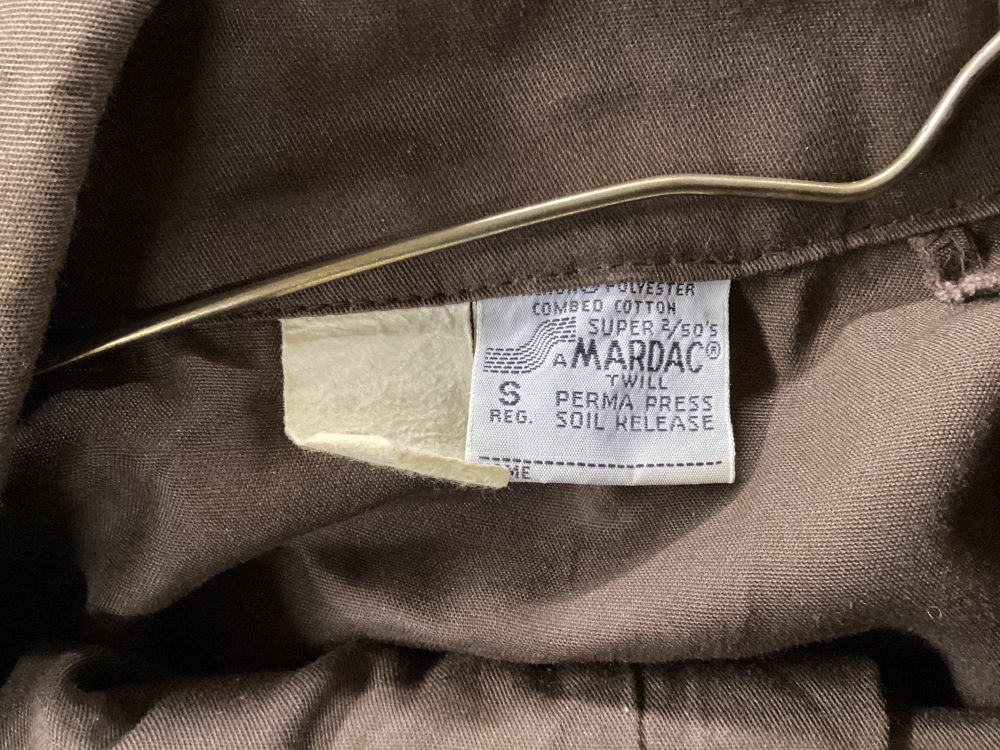 POLYESTER
COMBED COTTON
SUPER 2/50'S
A MARDAC®
TWILL
S PERMA PRESS
REG. SOIL RELEASE